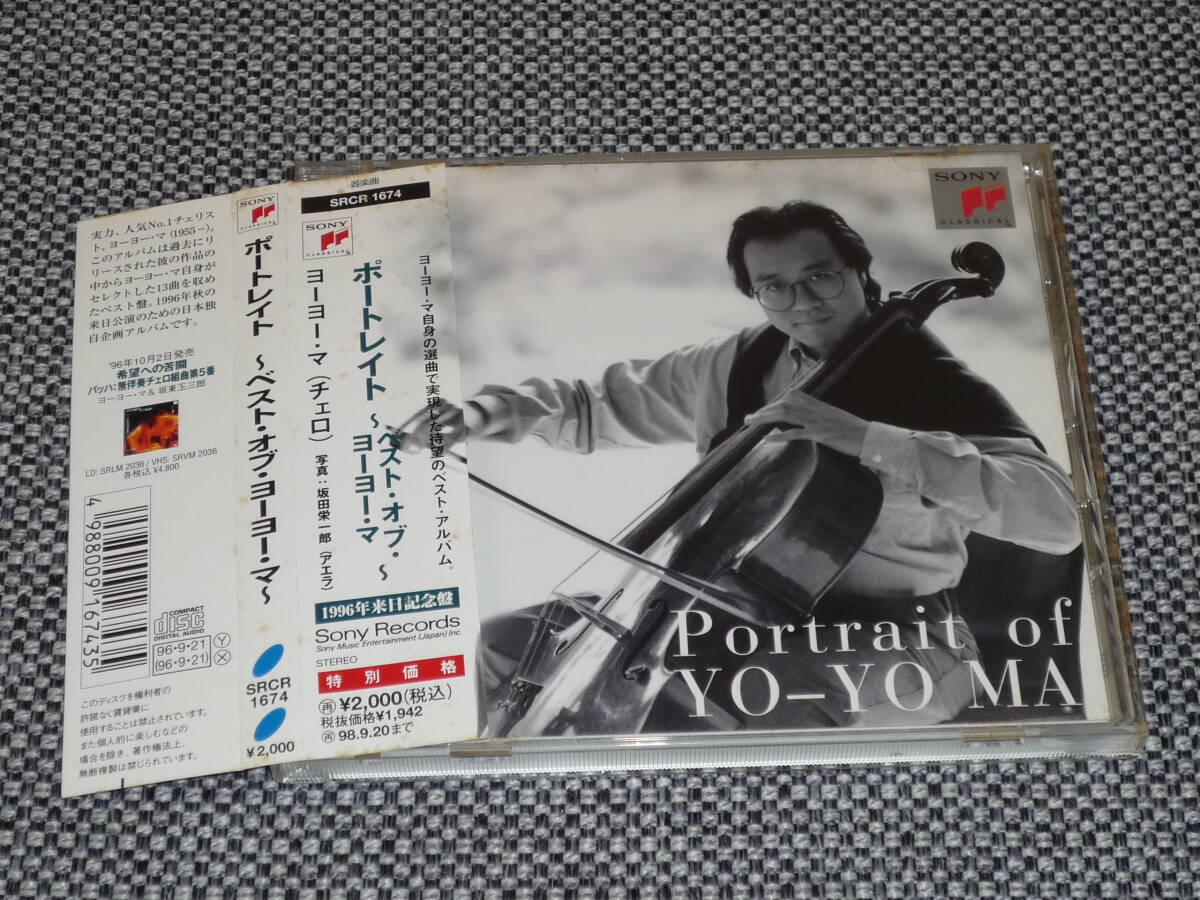 実力、人気No.1チェリス
ト、ヨーヨー・マ(1955−)。
このアルバムは過去にリ
リースされた彼の作品の
中からヨーヨー・マ自身が
セレクトした13曲を収め
たベスト盤。1996年秋の
来日公演のための日本独
自企画アルバムです。
'96年10月2日発売
希望への苦闘
バッハ:無伴奏チェロ組曲第5番
ヨーヨー・マ & 坂東玉三郎
LD: SRLM 2036 / VHS: SRVM 2036
各税込 ¥4,800
4 988009 167435
COMPACT
disc
DIGITAL AUDIO
96・9・21 Y
(96・9・21) X
このディスクを権利者の
許諾なく賃貸業に
使用することは禁止されています。
また個人的に楽しむなどの
場合を除き、著作権法上、
無断複製は禁じられています。
SONY
CLASSICAL
ポートレイト ～ベスト・オブ・ヨーヨー・マ～
SRCR
1674
¥2,000
器楽曲
SRCR 1674
SONY
CLASSICAL
ヨーヨー・マ自身の選曲で実現した待望のベスト・アルバム。
ポートレイト ～ベスト・オブ・
ヨーヨー・マ～
ヨーヨー・マ(チェロ) 写真:坂田栄一郎(アエラ)
1996年来日記念盤
Sony Records
Sony Music Entertainment (Japan) Inc.
STEREO
特別価格
再 ¥2,000(税込)
税抜価格¥1,942
再 98.9.20まで
SONY
CLASSICAL
Portrait of
YO-YO MA